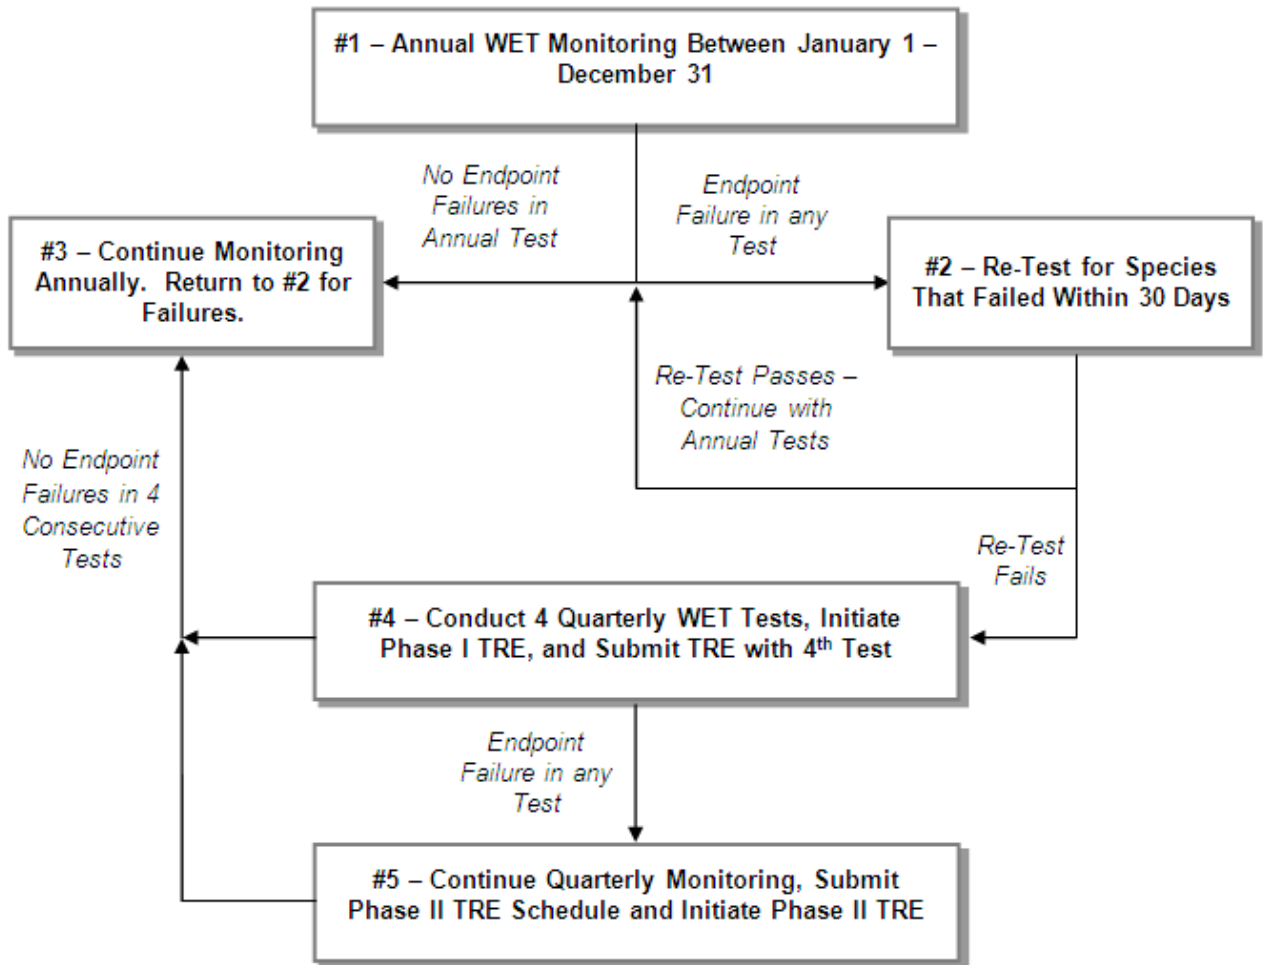 #1 – Annual WET Monitoring Between January 1 –
December 31
No Endpoint
Failures in
Annual Test
Endpoint
Failure in any
Test
#3 – Continue Monitoring
Annually. Return to #2 for
Failures.
#2 – Re-Test for Species
That Failed Within 30 Days
Re-Test Passes –
Continue with
Annual Tests
No Endpoint
Failures in 4
Consecutive
Tests
Re-Test
Fails
#4 – Conduct 4 Quarterly WET Tests, Initiate
Phase I TRE, and Submit TRE with 4th Test
Endpoint
Failure in any
Test
#5 – Continue Quarterly Monitoring, Submit
Phase II TRE Schedule and Initiate Phase II TRE